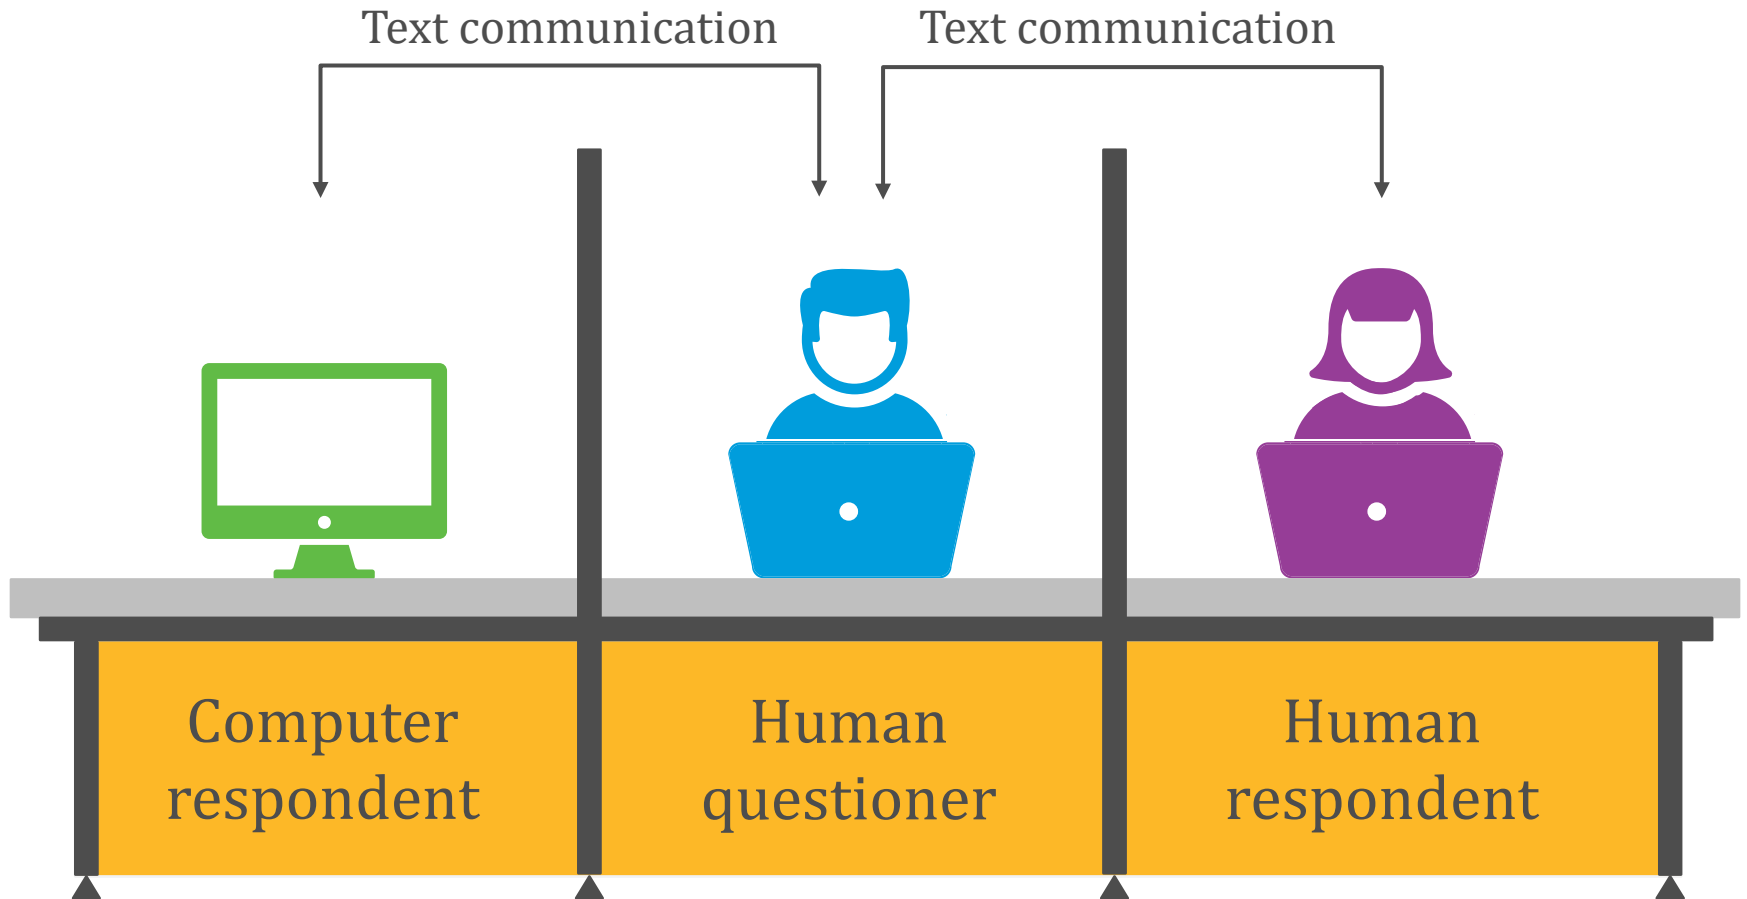 Text communication
Text communication
Computer
respondent
Human
questioner
Human
respondent